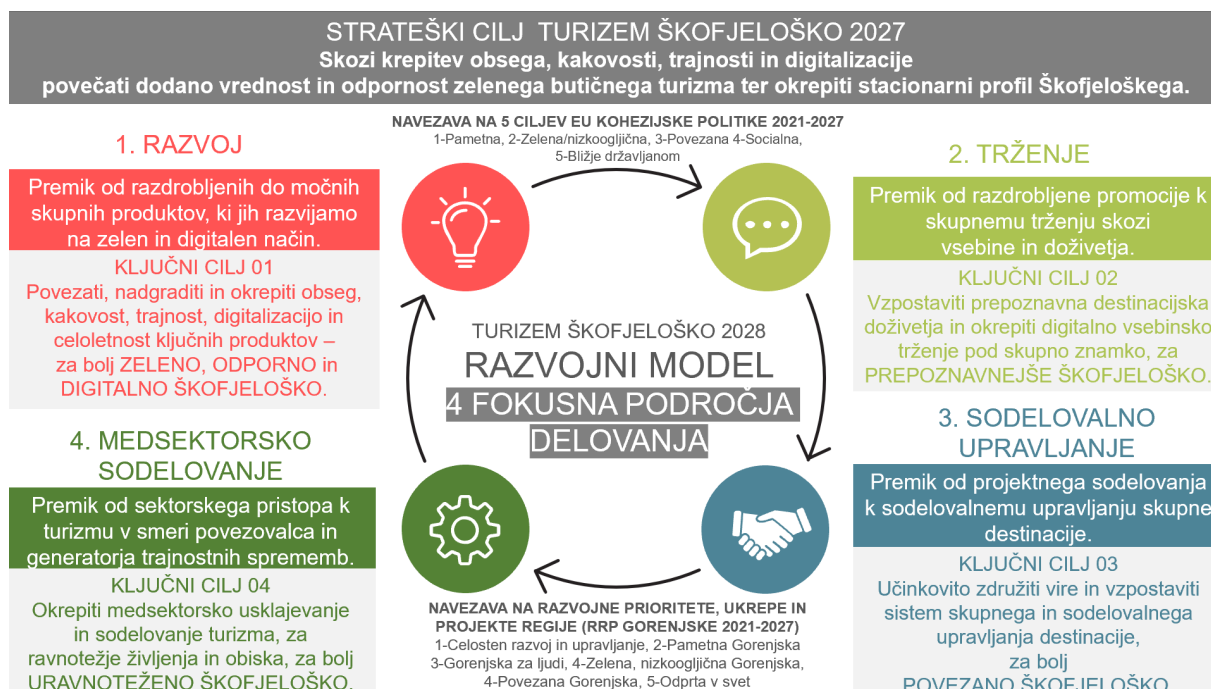 STRATEŠKI CILJ TURIZEM ŠKOFJELOŠKO 2027
Skozi krepitev obsega, kakovosti, trajnosti in digitalizacije
povečati dodano vrednost in odpornost zelenega butičnega turizma ter okrepiti stacionarni profil Škofjeloškega.
NAVEZAVA NA 5 CILJEV EU KOHEZIJSKE POLITIKE 2021-2027
1-Pametna, 2-Zelena/nizkoogljična, 3-Povezana 4-Socialna,
5-Bližje državljanom
1. RAZVOJ
Premik od razdrobljenih do močnih
skupnih produktov, ki jih razvijamo
na zelen in digitalen način.
KLJUČNI CILJ 01
Povezati, nadgraditi in okrepiti obseg,
kakovost, trajnost, digitalizacijo in
celoletnost ključnih produktov –
za bolj ZELENO, ODPORNO in
DIGITALNO ŠKOFJELOŠKO.
2. TRŽENJE
Premik od razdrobljene promocije k
skupnemu trženju skozi
vsebine in doživetja.
KLJUČNI CILJ 02
Vzpostaviti prepoznavna destinacijska
doživetja in okrepiti digitalno vsebinsko
trženje pod skupno znamko, za
PREPOZNAVNEJŠE ŠKOFJELOŠKO.
TURIZEM ŠKOFJELOŠKO 2028
RAZVOJNI MODEL
4 FOKUSNA PODROČJA
DELOVANJA
4. MEDSEKTORSKO
SODELOVANJE
Premik od sektorskega pristopa k
turizmu v smeri povezovalca in
generatorja trajnostnih sprememb.
KLJUČNI CILJ 04
Okrepiti medsektorsko usklajevanje
in sodelovanje turizma, za
ravnotežje življenja in obiska, za bolj
URAVNOTEŽENO ŠKOFJELOŠKO.
3. SODELOVALNO
UPRAVLJANJE
Premik od projektnega sodelovanja
k sodelovalnemu upravljanju skupne
destinacije.
KLJUČNI CILJ 03
Učinkovito združiti vire in vzpostaviti
sistem skupnega in sodelovalnega
upravljanja destinacije,
za bolj
POVEZANO ŠKOFJELOŠKO
NAVEZAVA NA RAZVOJNE PRIORITETE, UKREPE IN
PROJEKTE REGIJE (RRP GORENJSKE 2021-2027)
1-Celosten razvoj in upravljanje, 2-Pametna Gorenjska
3-Gorenjska za ljudi, 4-Zelena, nizkoogljična Gorenjska,
4-Povezana Gorenjska, 5-Odprta v svet